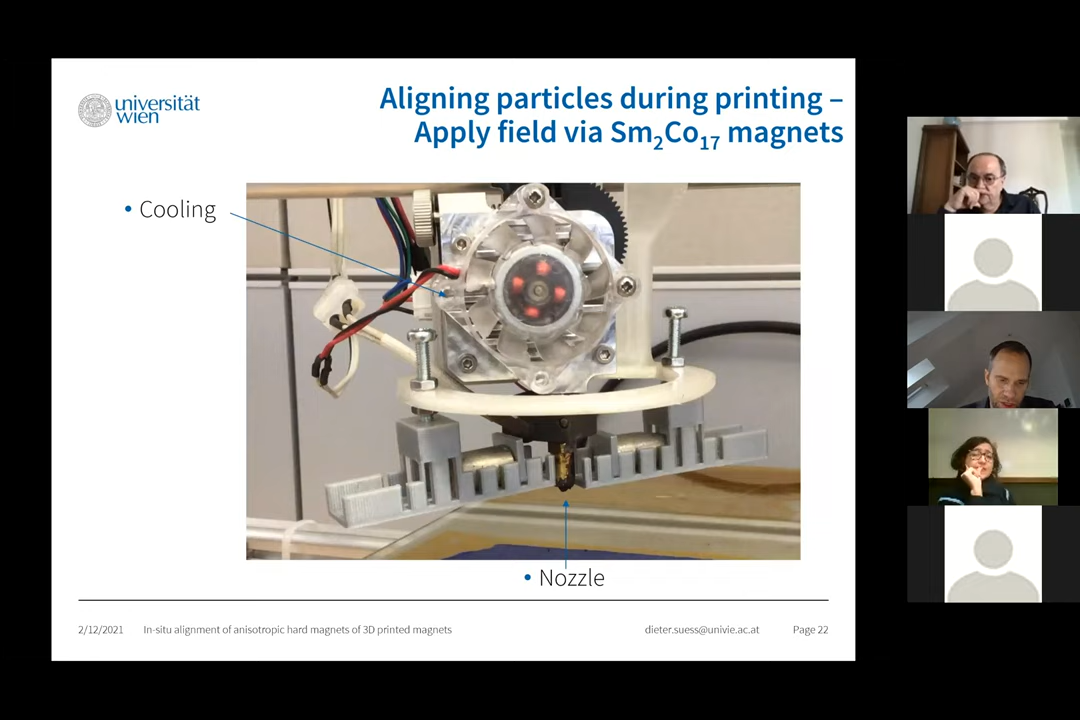 universität
wien
Aligning particles during printing –
Apply field via Sm₂Co₁₇ magnets
• Cooling
• Nozzle
2/12/2021 In-situ alignment of anisotropic hard magnets of 3D printed magnets dieter.suess@univie.ac.at Page 22